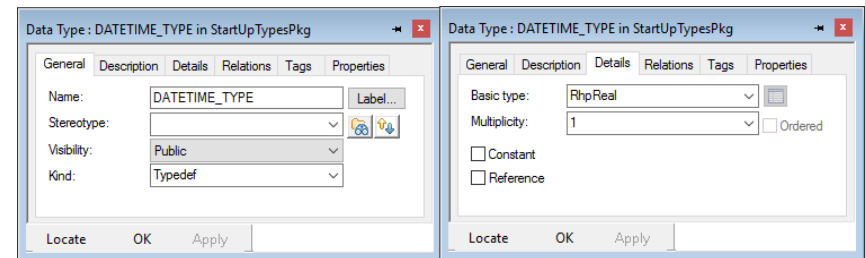 Data Type : DATETIME_TYPE in StartUpTypesPkg
General Description Details Relations Tags Properties
Name: DATETIME_TYPE Label...
Stereotype:
Visibility: Public
Kind: Typedef
Locate OK Apply
Data Type : DATETIME_TYPE in StartUpTypesPkg
General Description Details Relations Tags Properties
Basic type: RhpReal
Multiplicity: 1 Ordered
Constant
Reference
Locate OK Apply